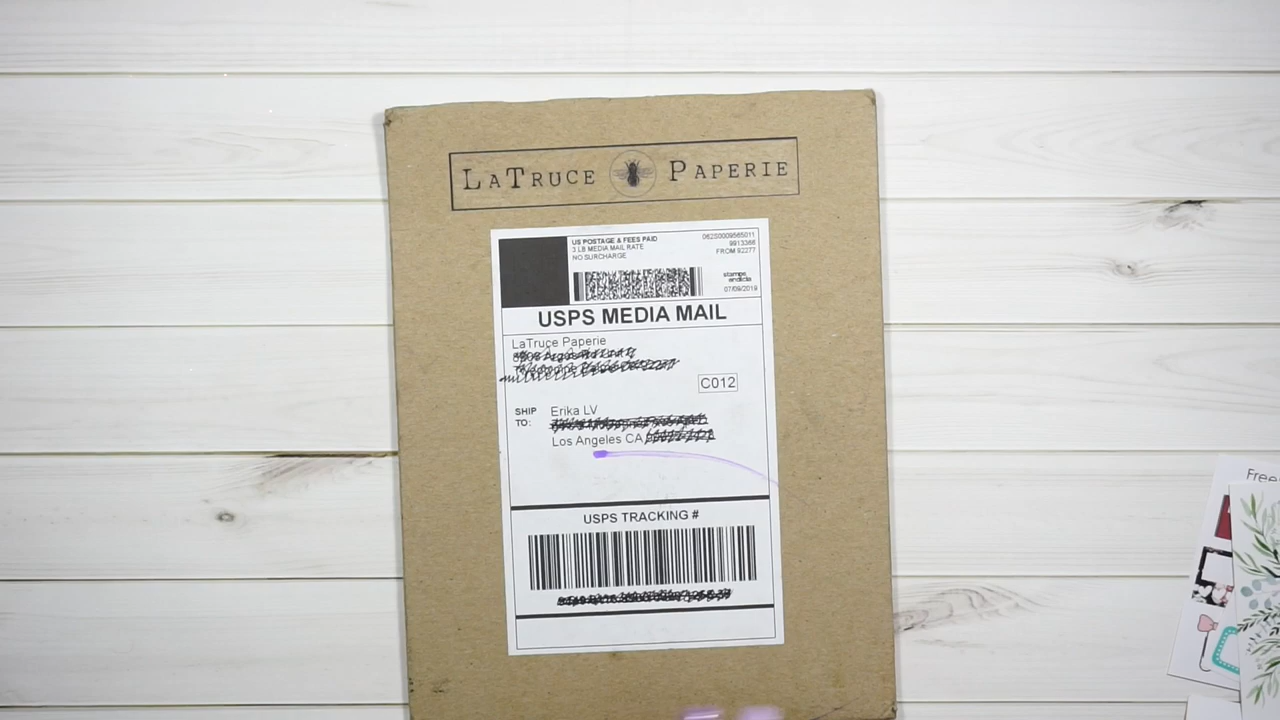 LATRUCE PAPERIE
US POSTAGE & FEES PAID
3 LB MEDIA MAIL RATE
NO SURCHARGE
062S0009565011
9913366
FROM 92277
stamps
endicia
07/09/2019
USPS MEDIA MAIL
LaTruce Paperie
C012
SHIP TO:
Erika LV
Los Angeles CA
USPS TRACKING #
Free